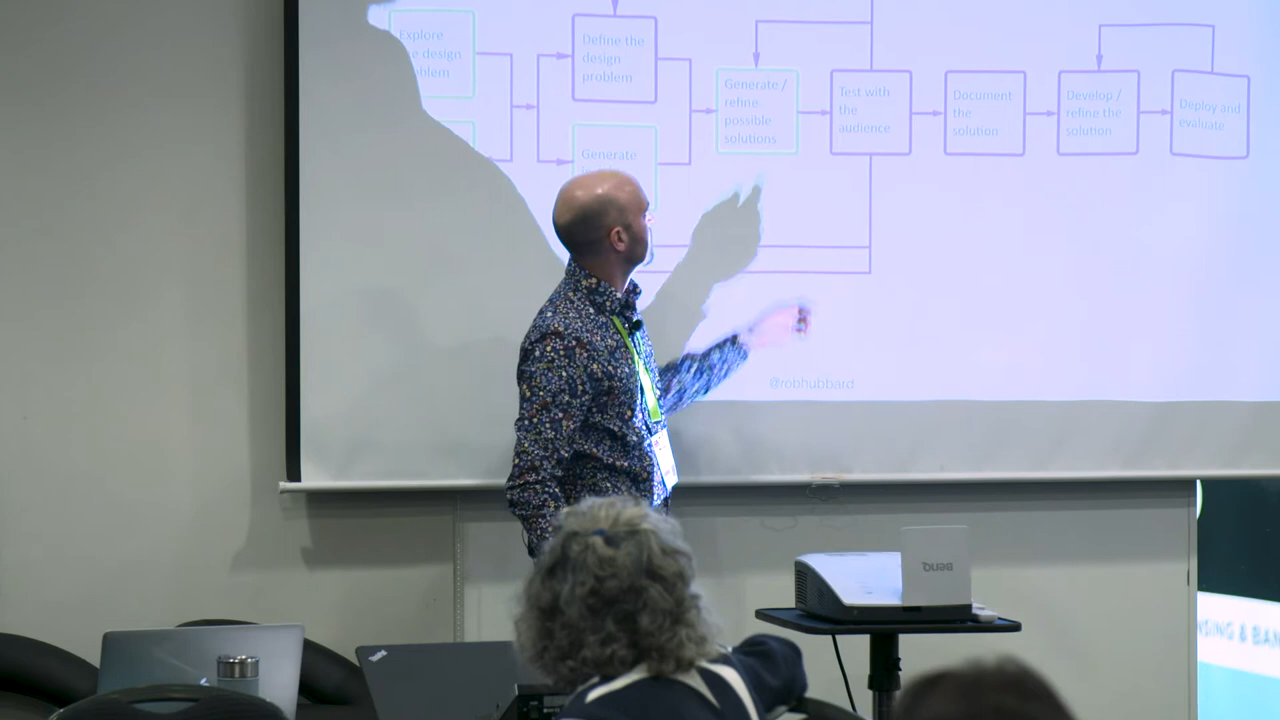 Explore
design
Define the
design
problem
Generate
Generate /
refine
possible
solutions
Test with
the
audience
Document
the
solution
Develop /
refine the
solution
Deploy and
evaluate
@robhubbard
BenQ